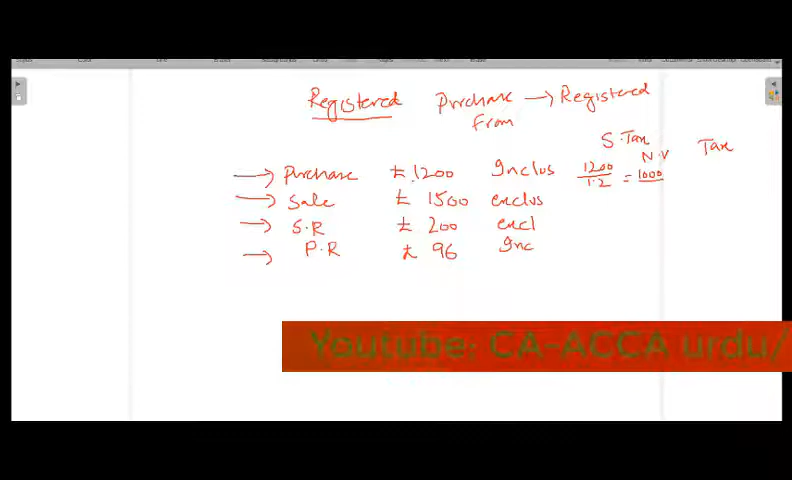 Registered Purchase → Registered
From
S.Tax
N.V Tax
→ Purchase £ 1200 Inclus 1200/1.2 = 1000
→ Sale £ 1500 exclus
→ S.R £ 200 excl
→ P.R £ 96 Inc
Youtube: CA-ACCA urdu/